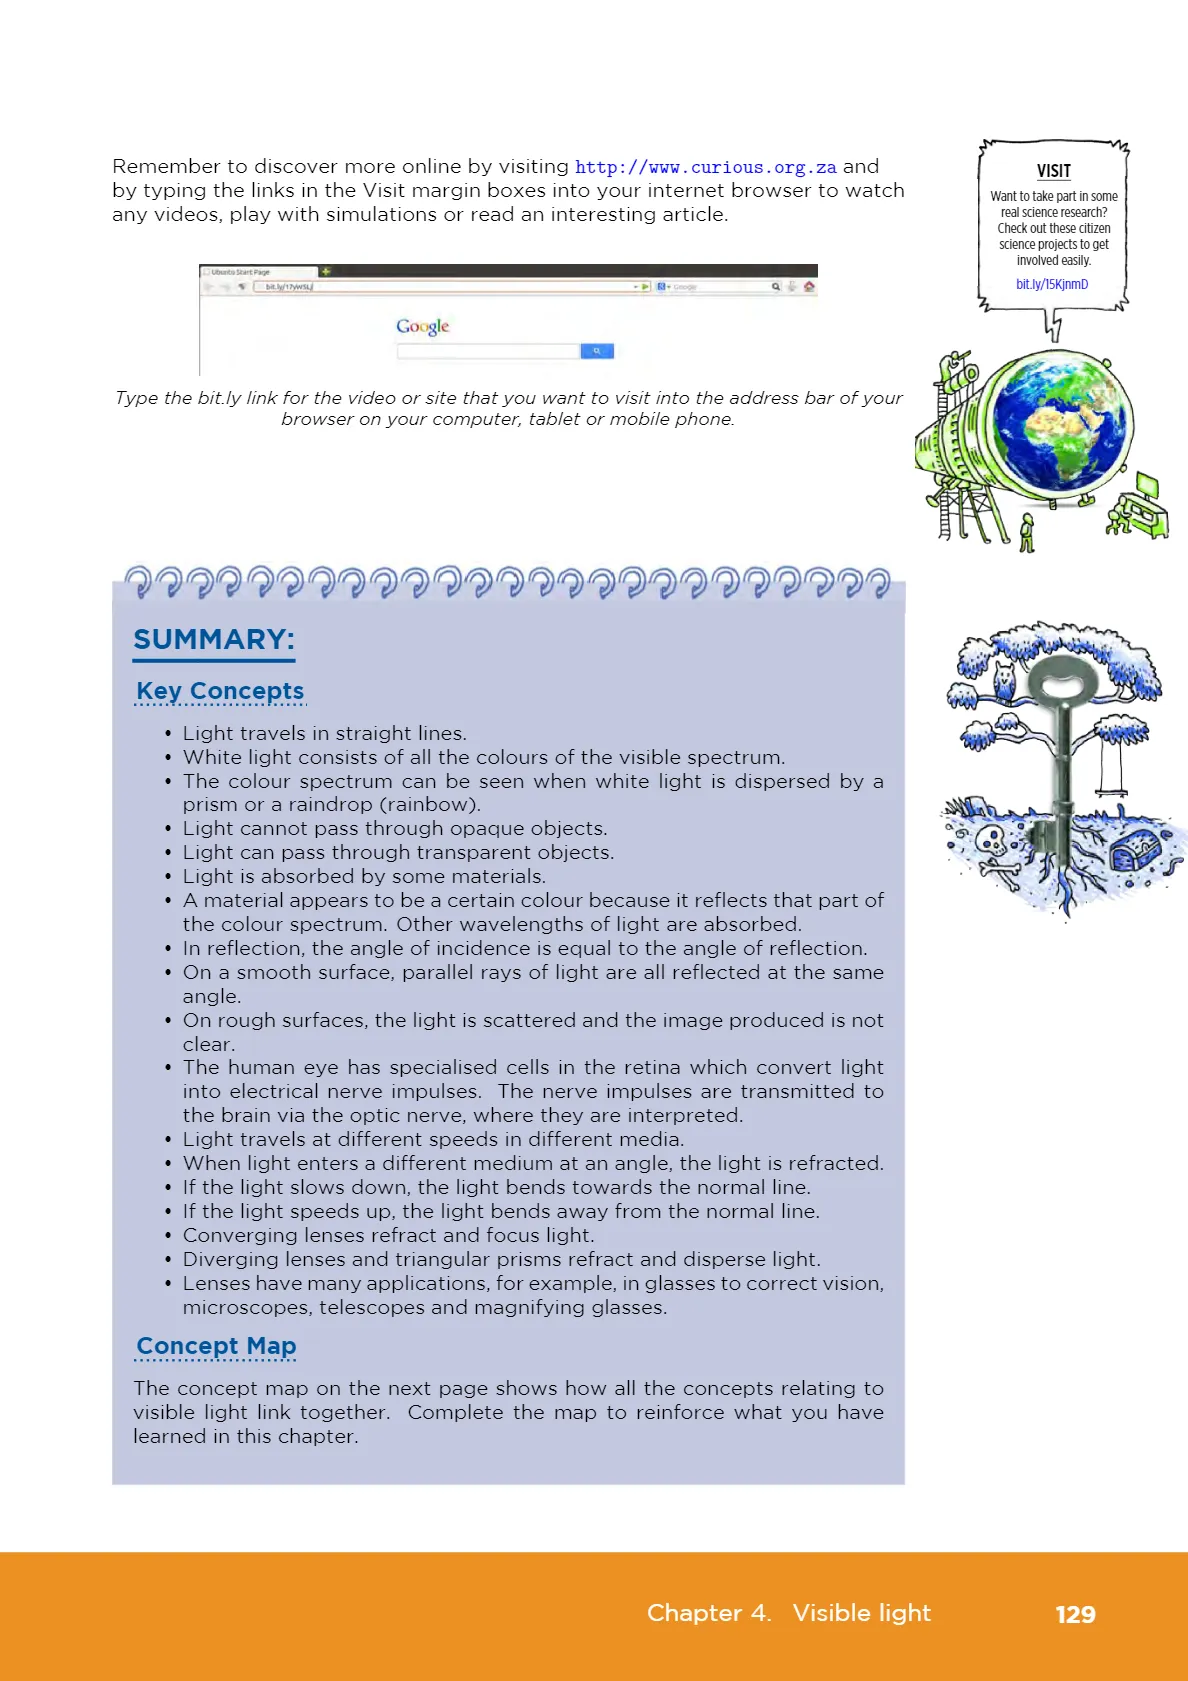 Remember to discover more online by visiting http://www.curious.org.za and
by typing the links in the Visit margin boxes into your internet browser to watch
any videos, play with simulations or read an interesting article.
Ubuntu Start Page
bit.ly/17yWSLj
Google
Google
Type the bit.ly link for the video or site that you want to visit into the address bar of your
browser on your computer, tablet or mobile phone.
VISIT
Want to take part in some
real science research?
Check out these citizen
science projects to get
involved easily.
bit.ly/15KjnmD
SUMMARY:
Key Concepts
• Light travels in straight lines.
• White light consists of all the colours of the visible spectrum.
• The colour spectrum can be seen when white light is dispersed by a
prism or a raindrop (rainbow).
• Light cannot pass through opaque objects.
• Light can pass through transparent objects.
• Light is absorbed by some materials.
• A material appears to be a certain colour because it reflects that part of
the colour spectrum. Other wavelengths of light are absorbed.
• In reflection, the angle of incidence is equal to the angle of reflection.
• On a smooth surface, parallel rays of light are all reflected at the same
angle.
• On rough surfaces, the light is scattered and the image produced is not
clear.
• The human eye has specialised cells in the retina which convert light
into electrical nerve impulses. The nerve impulses are transmitted to
the brain via the optic nerve, where they are interpreted.
• Light travels at different speeds in different media.
• When light enters a different medium at an angle, the light is refracted.
• If the light slows down, the light bends towards the normal line.
• If the light speeds up, the light bends away from the normal line.
• Converging lenses refract and focus light.
• Diverging lenses and triangular prisms refract and disperse light.
• Lenses have many applications, for example, in glasses to correct vision,
microscopes, telescopes and magnifying glasses.
Concept Map
The concept map on the next page shows how all the concepts relating to
visible light link together. Complete the map to reinforce what you have
learned in this chapter.
Chapter 4. Visible light 129